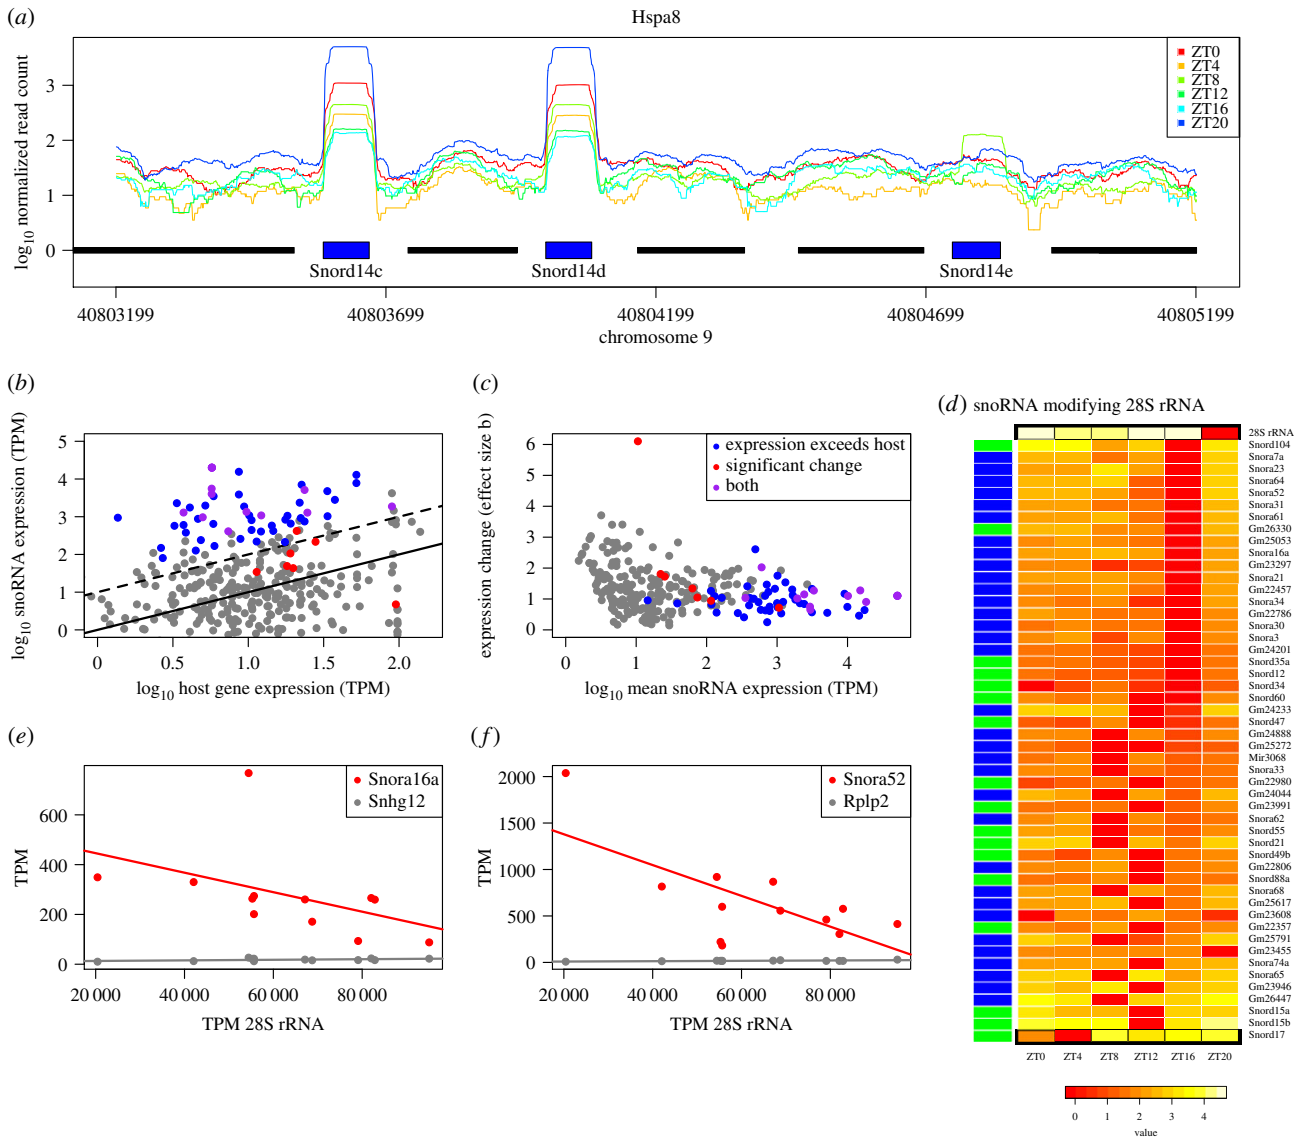 (a)
Hspa8
log10 normalized read count
3
2
1
0
ZT0
ZT4
ZT8
ZT12
ZT16
ZT20
Snord14c
Snord14d
Snord14e
40803199
40803699
40804199
40804699
40805199
chromosome 9
(b)
log10 snoRNA expression (TPM)
5
4
3
2
1
0
0
0.5
1.0
1.5
2.0
log10 host gene expression (TPM)
(c)
expression change (effect size b)
6
5
4
3
2
1
0
expression exceeds host
significant change
both
0
1
2
3
4
log10 mean snoRNA expression (TPM)
(d) snoRNA modifying 28S rRNA
28S rRNA
Snord104
Snora7a
Snora23
Snora64
Snora52
Snora31
Snora61
Gm26330
Gm25053
Snora16a
Gm23297
Snora21
Gm22457
Snora34
Gm22786
Snora30
Snora3
Gm24201
Snord35a
Snord12
Snord34
Snord60
Gm24233
Snord47
Gm24888
Gm25272
Mir3068
Snora33
Gm22980
Gm24044
Gm23991
Snora62
Snord55
Snord21
Snord49b
Gm22806
Snord88a
Snora68
Gm25617
Gm23608
Gm22357
Gm25791
Gm23455
Snora74a
Snora65
Gm23946
Gm26447
Snord15a
Snord15b
Snord17
ZT0
ZT4
ZT8
ZT12
ZT16
ZT20
0
1
2
3
4
value
(e)
TPM
600
400
200
0
Snora16a
Snhg12
20 000
40 000
60 000
80 000
TPM 28S rRNA
(f)
TPM
2000
1500
1000
500
0
Snora52
Rplp2
20 000
40 000
60 000
80 000
TPM 28S rRNA